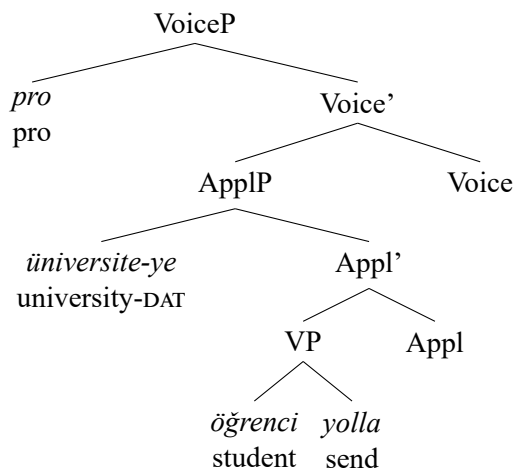 VoiceP
pro
pro
Voice’
ApplP
Voice
üniversite-ye
university-DAT
Appl’
VP
Appl
öğrenci yolla
student send